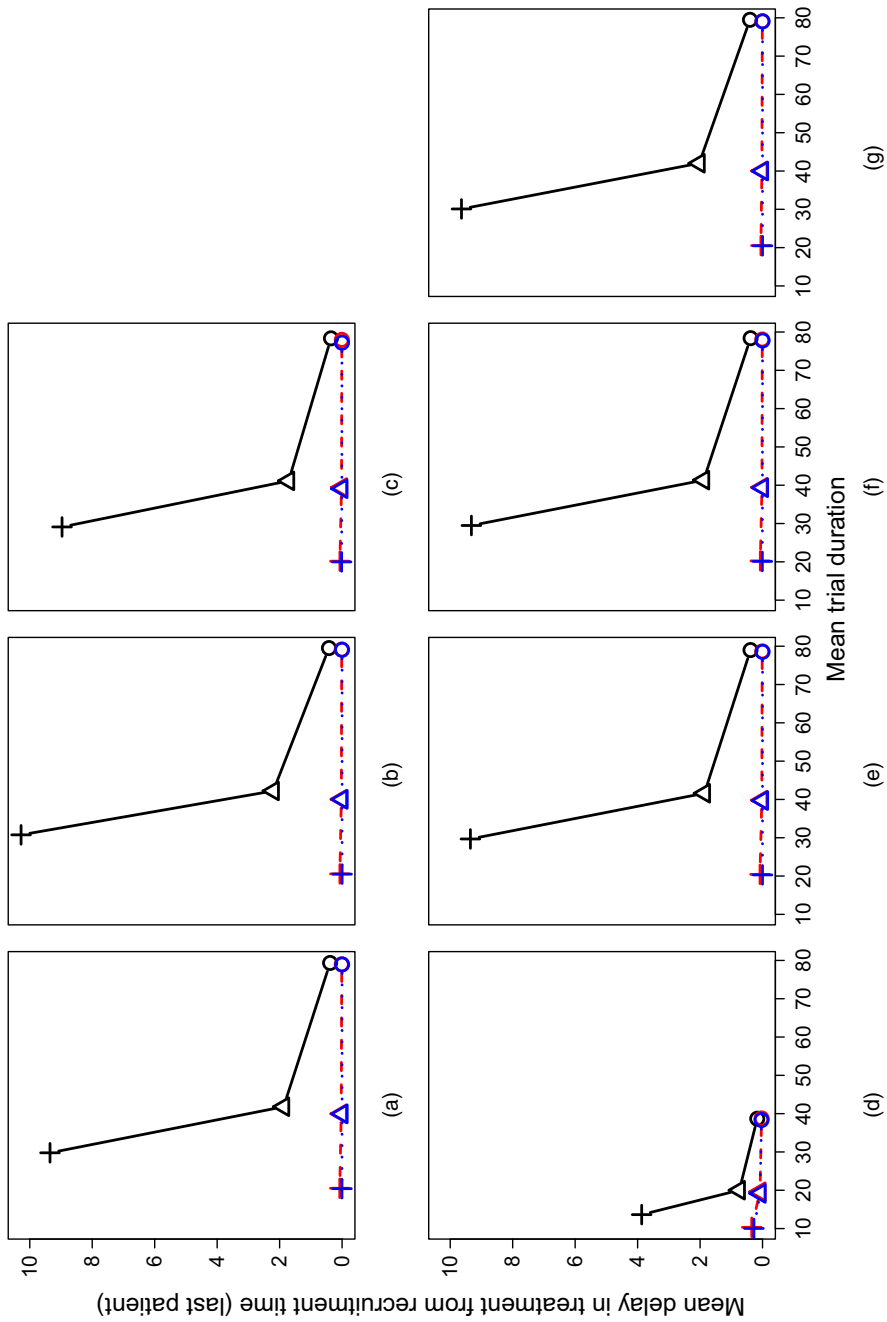 Mean delay in treatment from recruitment time (last patient)
10
8
6
4
2
0
(a)
(b)
(c)
10
8
6
4
2
0
10 20 30 40 50 60 70 80
10 20 30 40 50 60 70 80
10 20 30 40 50 60 70 80
10 20 30 40 50 60 70 80
(d)
(e)
(f)
(g)
Mean trial duration